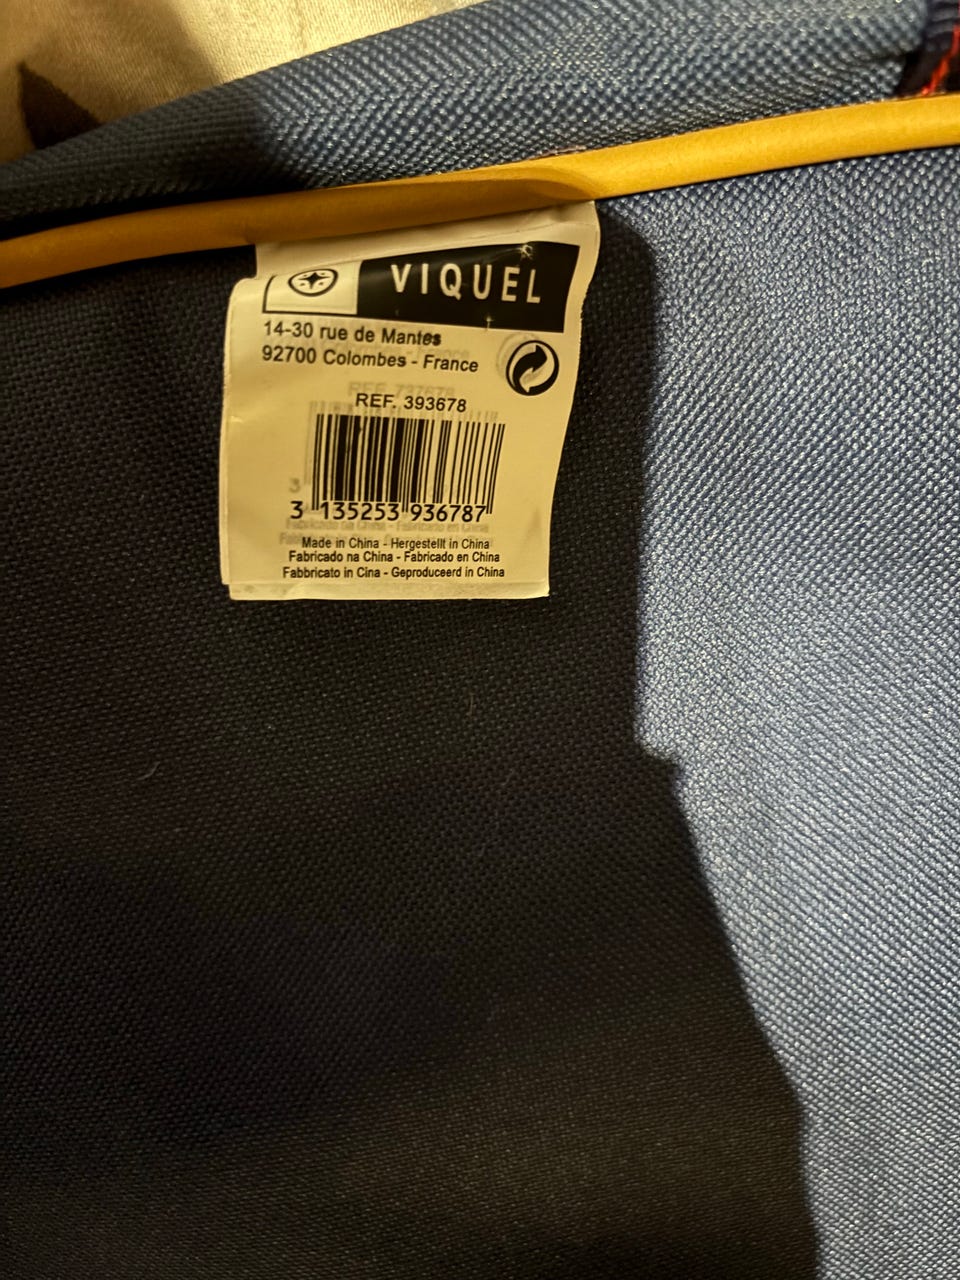 VIQUEL
14-30 rue de Mantes
92700 Colombes - France
REF. 393678
3 135253 936787
Made in China - Hergestellt in China
Fabricado na China - Fabricado en China
Fabbricato in Cina - Geproduceerd in China